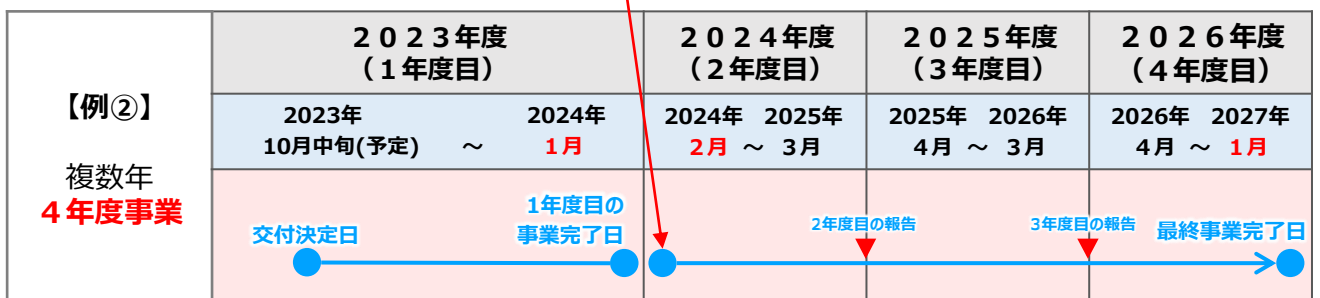 【例②】
複数年
４年度事業
２０２３年度
（１年度目）
２０２４年度
（２年度目）
２０２５年度
（３年度目）
２０２６年度
（４年度目）
2023年 2024年
10月中旬(予定) ～ 1月
2024年 2025年
2月 ～ 3月
2025年 2026年
4月 ～ 3月
2026年 2027年
4月 ～ 1月
交付決定日
1年度目の
事業完了日
2年度目の報告
3年度目の報告
最終事業完了日